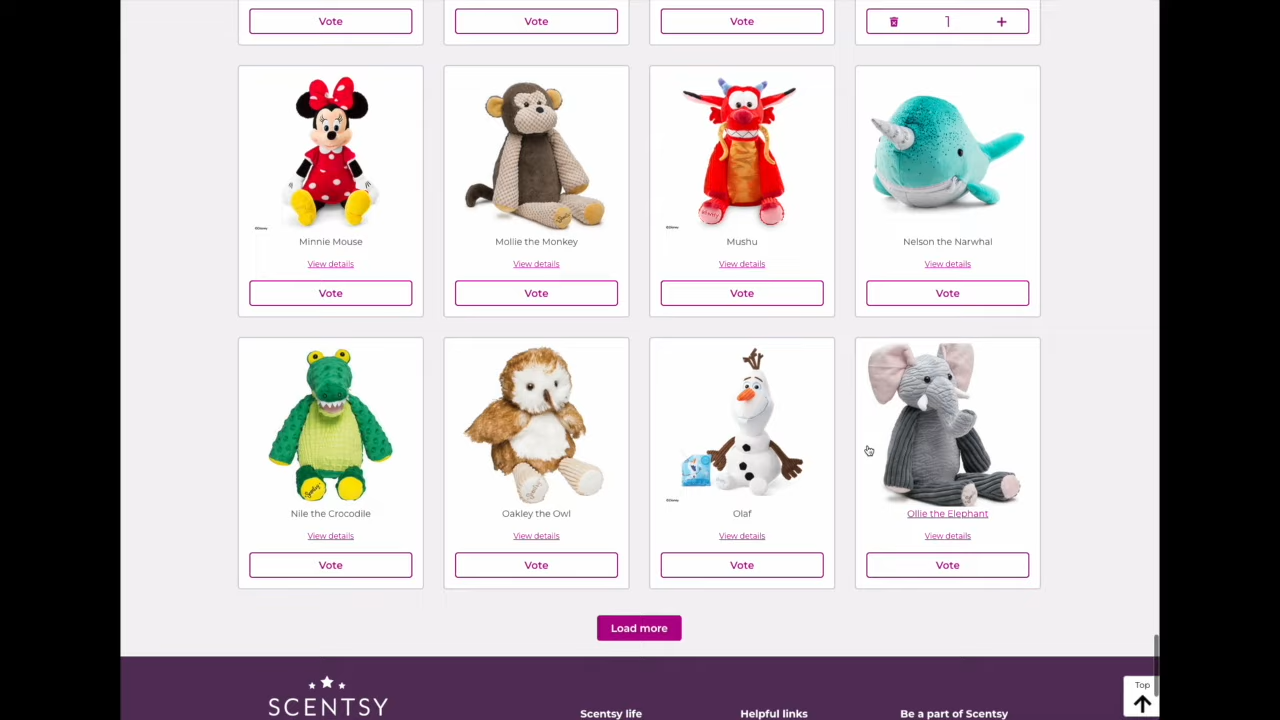 Vote Vote Vote 1 +
Minnie Mouse Mollie the Monkey Mushu Nelson the Narwhal
View details View details View details View details
Vote Vote Vote Vote
Nile the Crocodile Oakley the Owl Olaf Ollie the Elephant
View details View details View details View details
Vote Vote Vote Vote
Load more
Top
SCENTSY
Scentsy life Helpful links Be a part of Scentsy